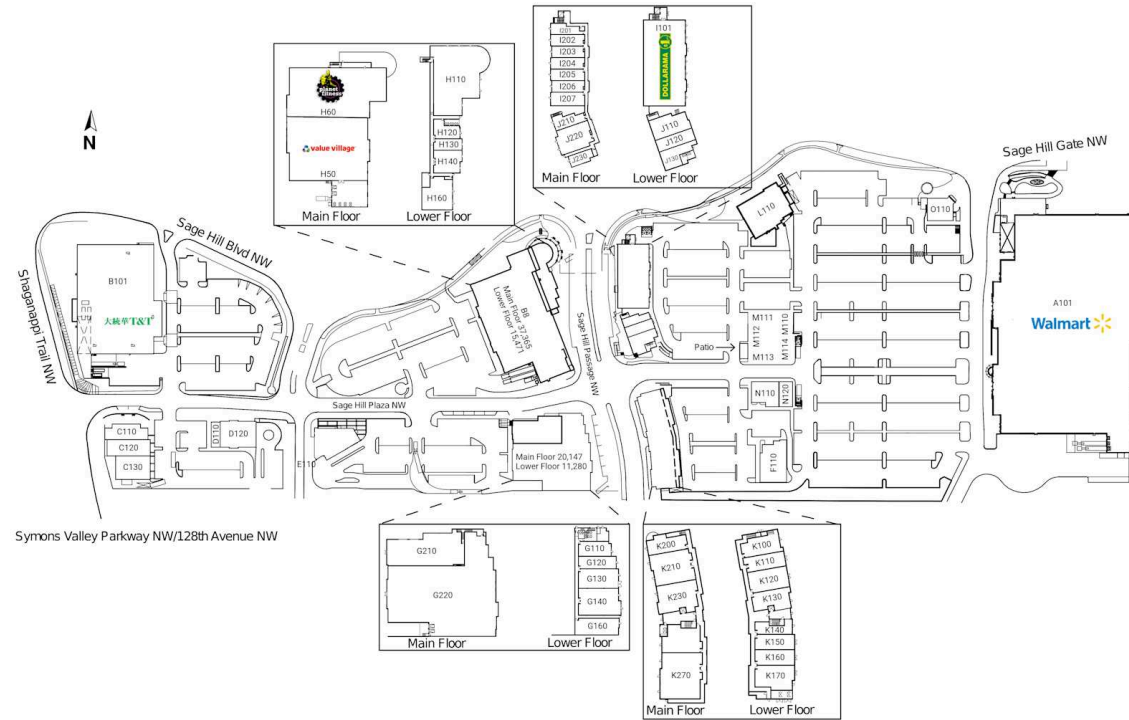 I201
I202
I203
I204
I205
I206
I207
J210
J220
J230
Main Floor
I101
DOLLARAMA
J110
J120
J130
Lower Floor
planet fitness
H60
value village
H50
Main Floor
H110
H120
H130
H140
H160
Lower Floor
N
Sage Hill Gate NW
Sage Hill Blvd NW
Shaganappi Trail NW
B101
大統華T&T
B8
Main Floor 37,365
Lower Floor 15,471
Sage Hill Passage NW
L110
O110
A101
Walmart
M111
M110
M112
M114
M113
Patio
N110
N120
F110
Sage Hill Plaza NW
C110
C120
C130
D110
D120
E110
Main Floor 20,147
Lower Floor 11,280
Symons Valley Parkway NW/128th Avenue NW
G210
G220
Main Floor
G110
G120
G130
G140
G160
Lower Floor
K200
K210
K230
K270
Main Floor
K100
K110
K120
K130
K140
K150
K160
K170
Lower Floor